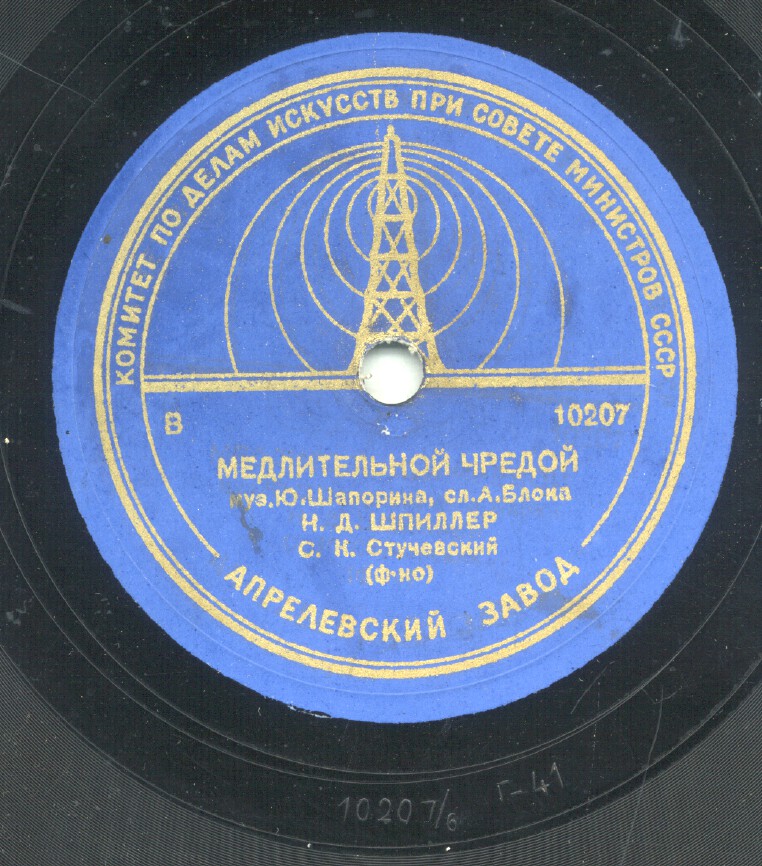 КОМИТЕТ ПО ДЕЛАМ ИСКУССТВ ПРИ СОВЕТЕ МИНИСТРОВ СССР
В 10207
МЕДЛИТЕЛЬНОЙ ЧРЕДОЙ
муз.Ю.Шапорина, сл.А.Блока
Н. Д. ШПИЛЛЕР
С. К. Стучевский
(ф-но)
АПРЕЛЕВСКИЙ ЗАВОД
10207/6 Г-41